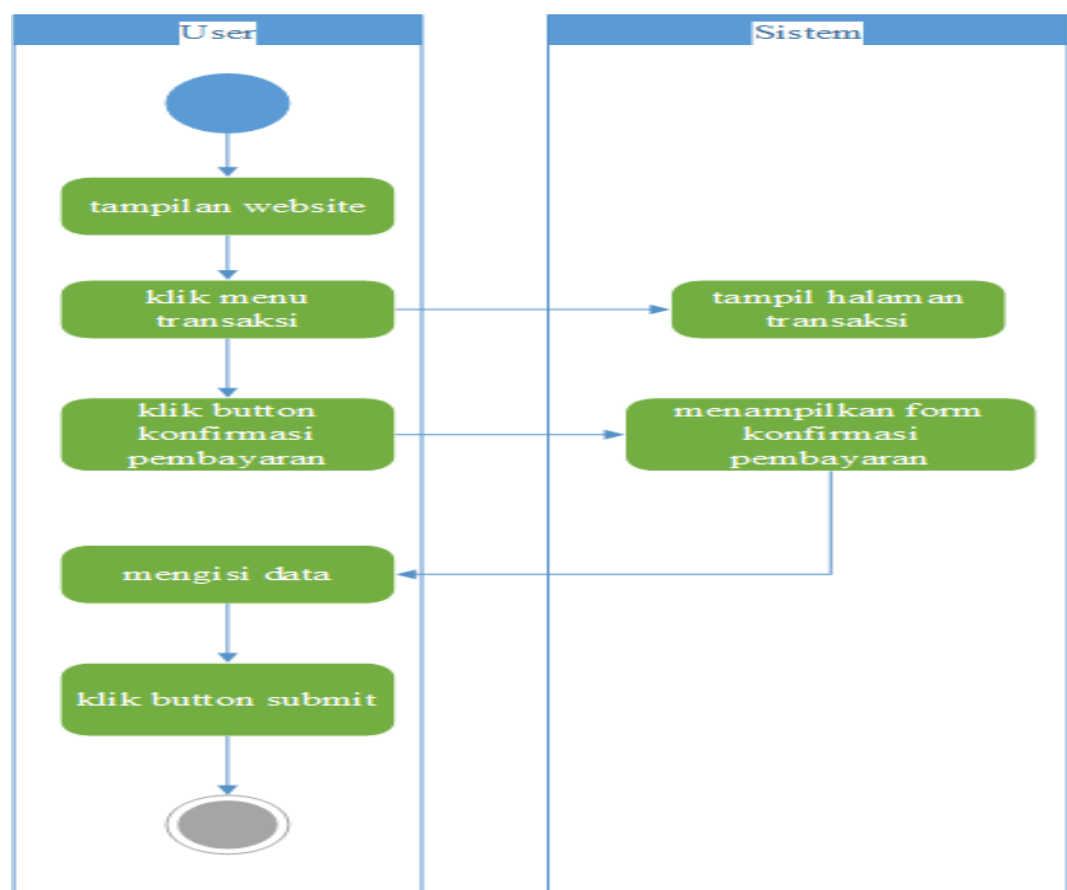 User
Sistem
tampilan website
klik menu
transaksi
tampil halaman
transaksi
klik button
konfirmasi
pembayaran
menampilkan form
konfirmasi
pembayaran
mengisi data
klik button submit